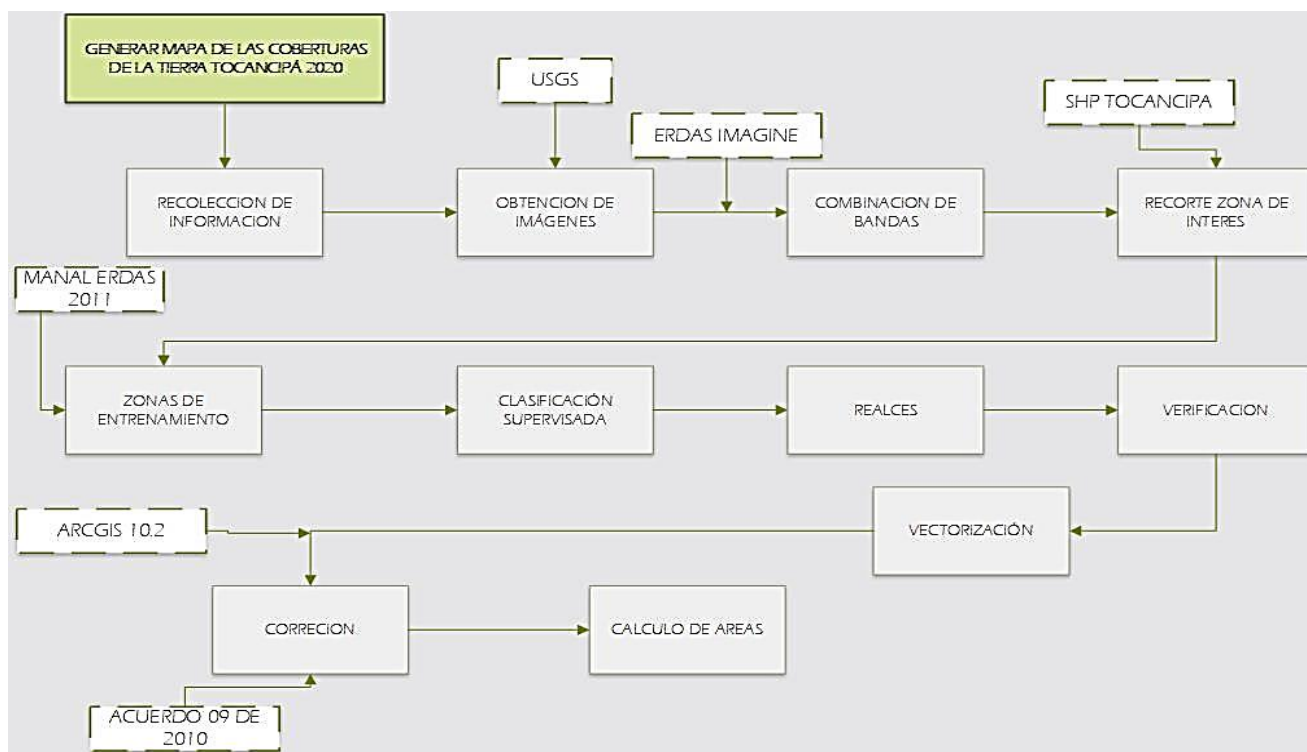 GENERAR MAPA DE LAS COBERTURAS
DE LA TIERRA TOCANCIPÁ 2020
USGS
SHP TOCANCIPA
ERDAS IMAGINE
RECOLECCION DE
INFORMACION
OBTENCION DE
IMÁGENES
COMBINACION DE
BANDAS
RECORTE ZONA DE
INTERES
MANAL ERDAS
2011
ZONAS DE
ENTRENAMIENTO
CLASIFICACIÓN
SUPERVISADA
REALCES
VERIFICACION
ARCGIS 10.2
VECTORIZACIÓN
CORRECION
CALCULO DE AREAS
ACUERDO 09 DE
2010